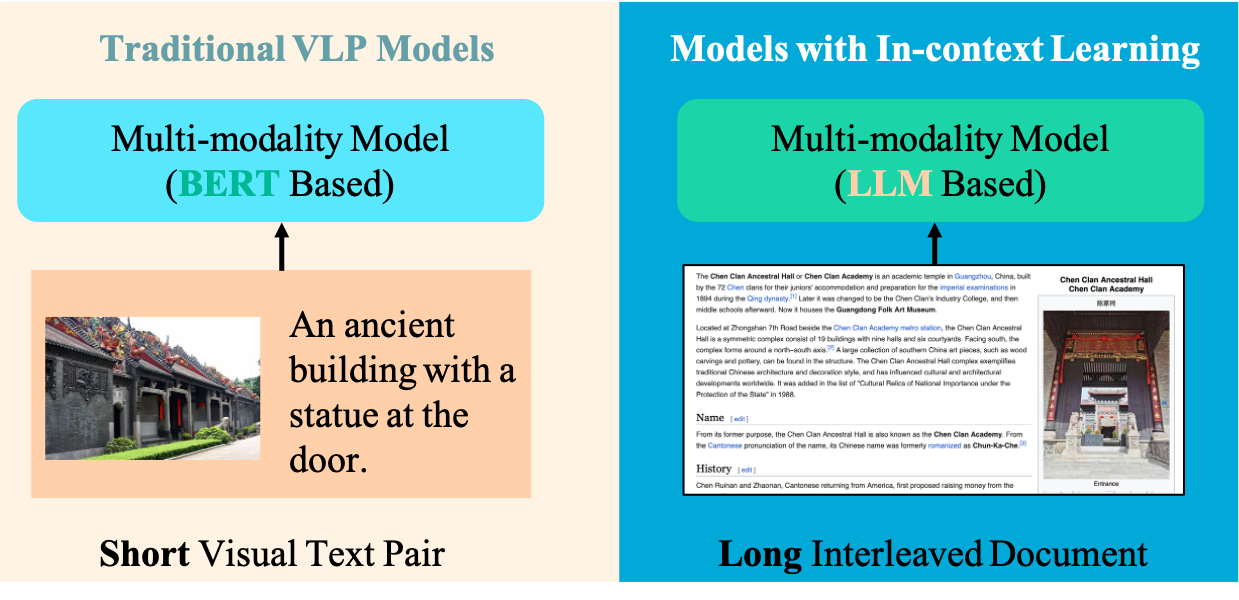 Traditional VLP Models
Multi-modality Model
(BERT Based)
An ancient
building with a
statue at the
door.
Short Visual Text Pair
Models with In-context Learning
Multi-modality Model
(LLM Based)
The Chen Clan Ancestral Hall or Chen Clan Academy is an academic temple in Guangzhou, China, built
by the 72 Chen clans for their juniors' accommodation and preparation for the imperial examinations in
1894 during the Qing dynasty.[1] Later it was changed to be the Chen Clan's Industry College, and then
middle schools afterward. Now it houses the Guangdong Folk Art Museum.
Located at Zhongshan 7th Road beside the Chen Clan Academy metro station, the Chen Clan Ancestral
Hall is a symmetric complex consist of 19 buildings with nine halls and six courtyards. Facing south, the
complex forms around a north–south axis.[2] A large collection of southern China art pieces, such as wood
carvings and pottery, can be found in the structure. The Chen Clan Ancestral Hall complex exemplifies
traditional Chinese architecture and decoration style, and has influenced cultural and architectural
developments worldwide. It was added in the list of "Cultural Relics of National Importance under the
Protection of the State" in 1988.
Name [edit]
From its former purpose, the Chen Clan Ancestral Hall is also known as the Chen Clan Academy. From
the Cantonese pronunciation of the name, its Chinese name was formerly romanized as Chun-Ka-Che.[3]
History [edit]
Chen Ruinan and Zhaonan, Cantonese returning from America, first proposed raising money from the
Chen Clan Ancestral Hall
Chen Clan Academy
陈家祠
Entrance
Long Interleaved Document